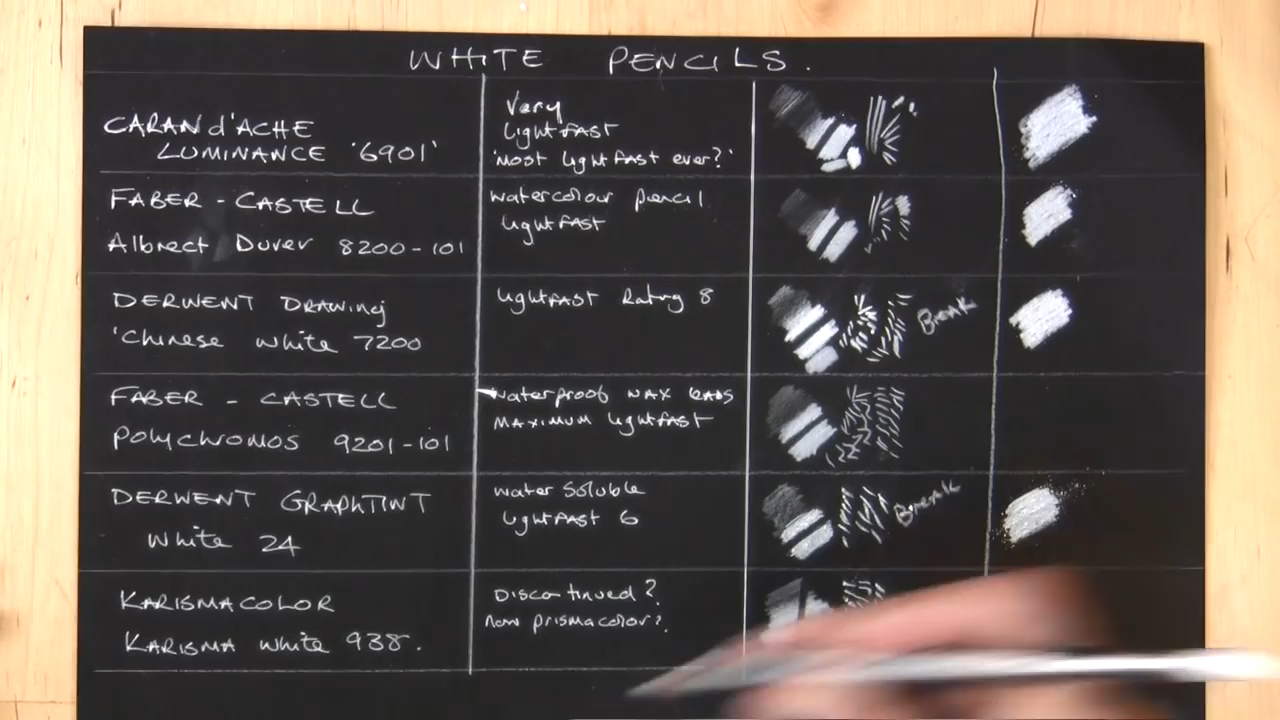 WHITE PENCILS.
CARAN d'ACHE
LUMINANCE '6901'
Very
LightFAST
'most lightFAST ever?'
FABER - CASTELL
Albrect Durer 8200-101
watercolour pencil
lightFAST
DERWENT DRAWING
'Chinese white 7200
lightFAST Rating 8
Break
FABER - CASTELL
POLYCHROMOS 9201-101
waterproof WAX
MAXIMUM lightfast
DERWENT GRAPHTINT
white 24
water soluble
lightFAST 6
Break
KARISMACOLOR
KARISMA white 938.
Discontinued?
now prismacolor?